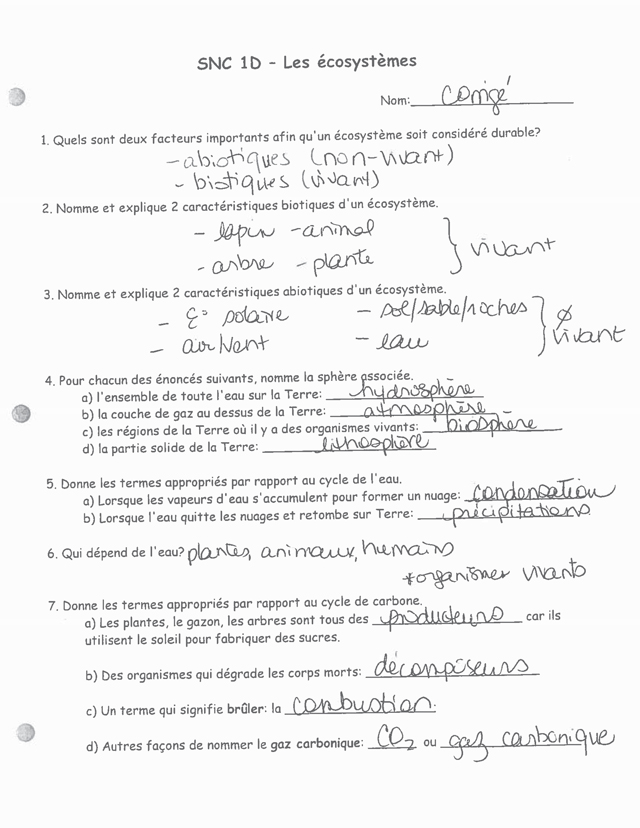 SNC 1D - Les écosystèmes
Nom: corrigé
1. Quels sont deux facteurs importants afin qu'un écosystème soit considéré durable?
- abiotiques (non-vivant)
- biotiques (vivant)
2. Nomme et explique 2 caractéristiques biotiques d'un écosystème.
- lapin - animal
- arbre - plante } vivant
3. Nomme et explique 2 caractéristiques abiotiques d'un écosystème.
- É° solaire - sol/sable/roches
- air/vent - eau } ∅ vivant
4. Pour chacun des énoncés suivants, nomme la sphère associée.
a) l'ensemble de toute l'eau sur la Terre: hydrosphère
b) la couche de gaz au dessus de la Terre: atmosphère
c) les régions de la Terre où il y a des organismes vivants: biosphère
d) la partie solide de la Terre: lithosphère
5. Donne les termes appropriés par rapport au cycle de l'eau.
a) Lorsque les vapeurs d'eau s'accumulent pour former un nuage: condensation
b) Lorsque l'eau quitte les nuages et retombe sur Terre: précipitations
6. Qui dépend de l'eau? plantes, animaux, humains
*organismes vivants
7. Donne les termes appropriés par rapport au cycle de carbone.
a) Les plantes, le gazon, les arbres sont tous des producteurs car ils
utilisent le soleil pour fabriquer des sucres.
b) Des organismes qui dégrade les corps morts: décomposeurs
c) Un terme qui signifie brûler: la combustion.
d) Autres façons de nommer le gaz carbonique: CO₂ ou gaz carbonique